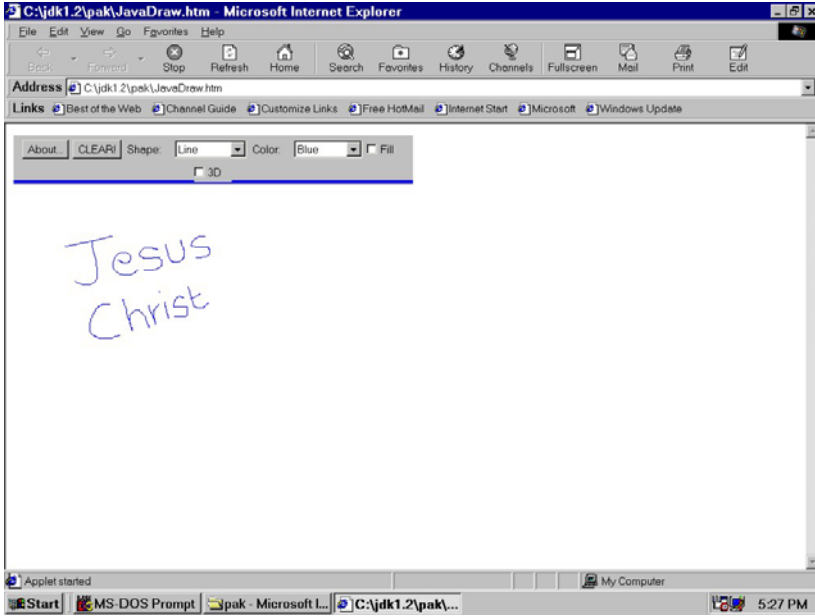 C:\jdk1.2\pak\JavaDraw.htm - Microsoft Internet Explorer
File Edit View Go Favorites Help
Back Forward Stop Refresh Home Search Favorites History Channels Fullscreen Mail Print Edit
Address C:\jdk1.2\pak\JavaDraw.htm
Links Best of the Web Channel Guide Customize Links Free HotMail Internet Start Microsoft Windows Update
About.. CLEAR! Shape: Line Color: Blue Fill
3D
Jesus
Christ
Applet started My Computer
Start MS-DOS Prompt pak - Microsoft I... C:\jdk1.2\pak\... 5:27 PM